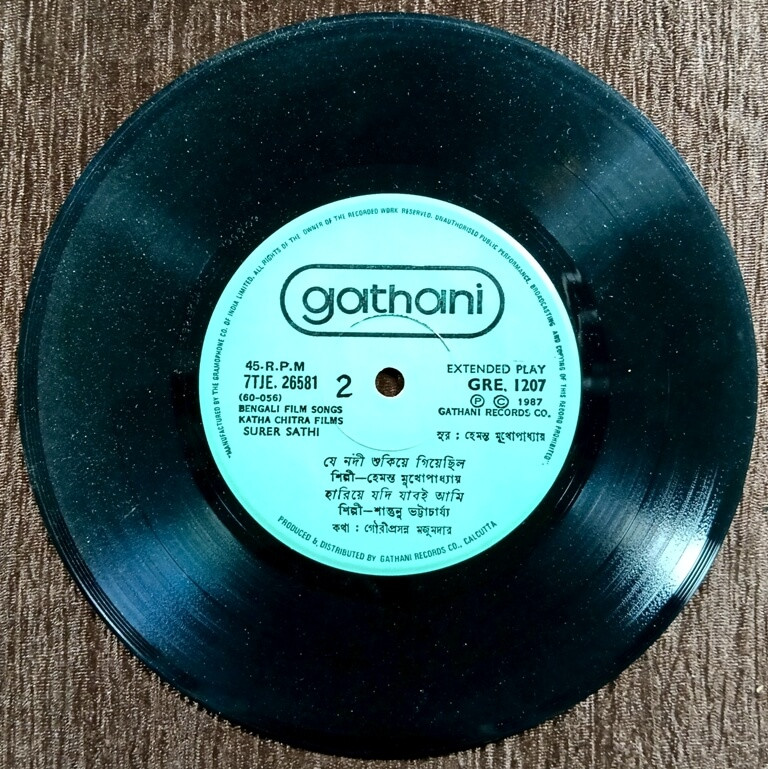 "MANUFACTURED BY THE GRAMOPHONE CO. OF INDIA LIMITED. ALL RIGHTS OF THE OWNER OF THE RECORDED WORK RESERVED. UNAUTHORISED PUBLIC PERFORMANCE, BROADCASTING AND COPYING OF THIS RECORD PROHIBITED".
gathani
45-R.P.M
7TJE. 26581
2
(60-056)
BENGALI FILM SONGS
KATHA CHITRA FILMS
SURER SATHI
EXTENDED PLAY
GRE. 1207
Ⓟ © 1987
GATHANI RECORDS CO.
সুর : হেমন্ত মুখোপাধ্যায়
যে নদী শুকিয়ে গিয়েছিল
শিল্পী—হেমন্ত মুখোপাধ্যায়
হারিয়ে যদি যাবই আমি
শিল্পী—শান্তনু ভট্টাচার্য্য
কথা : গৌরীপ্রসন্ন মজুমদার
PRODUCED & DISTRIBUTED BY GATHANI RECORDS CO., CALCUTTA